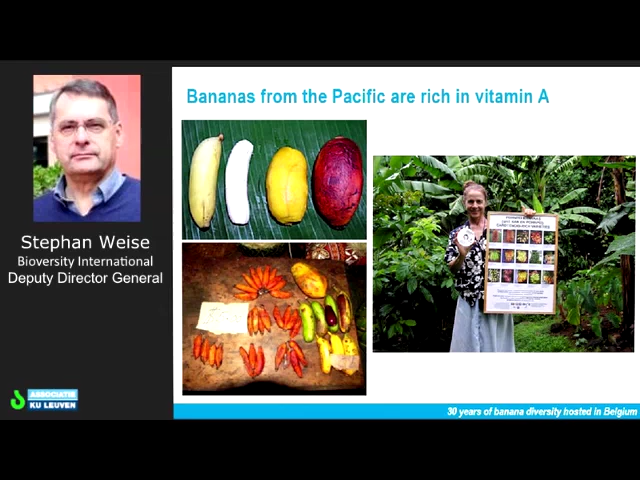 Bananas from the Pacific are rich in vitamin A
Stephan Weise
Bioversity International
Deputy Director General
ASSOCIATIE
KU LEUVEN
30 years of banana diversity hosted in Belgium